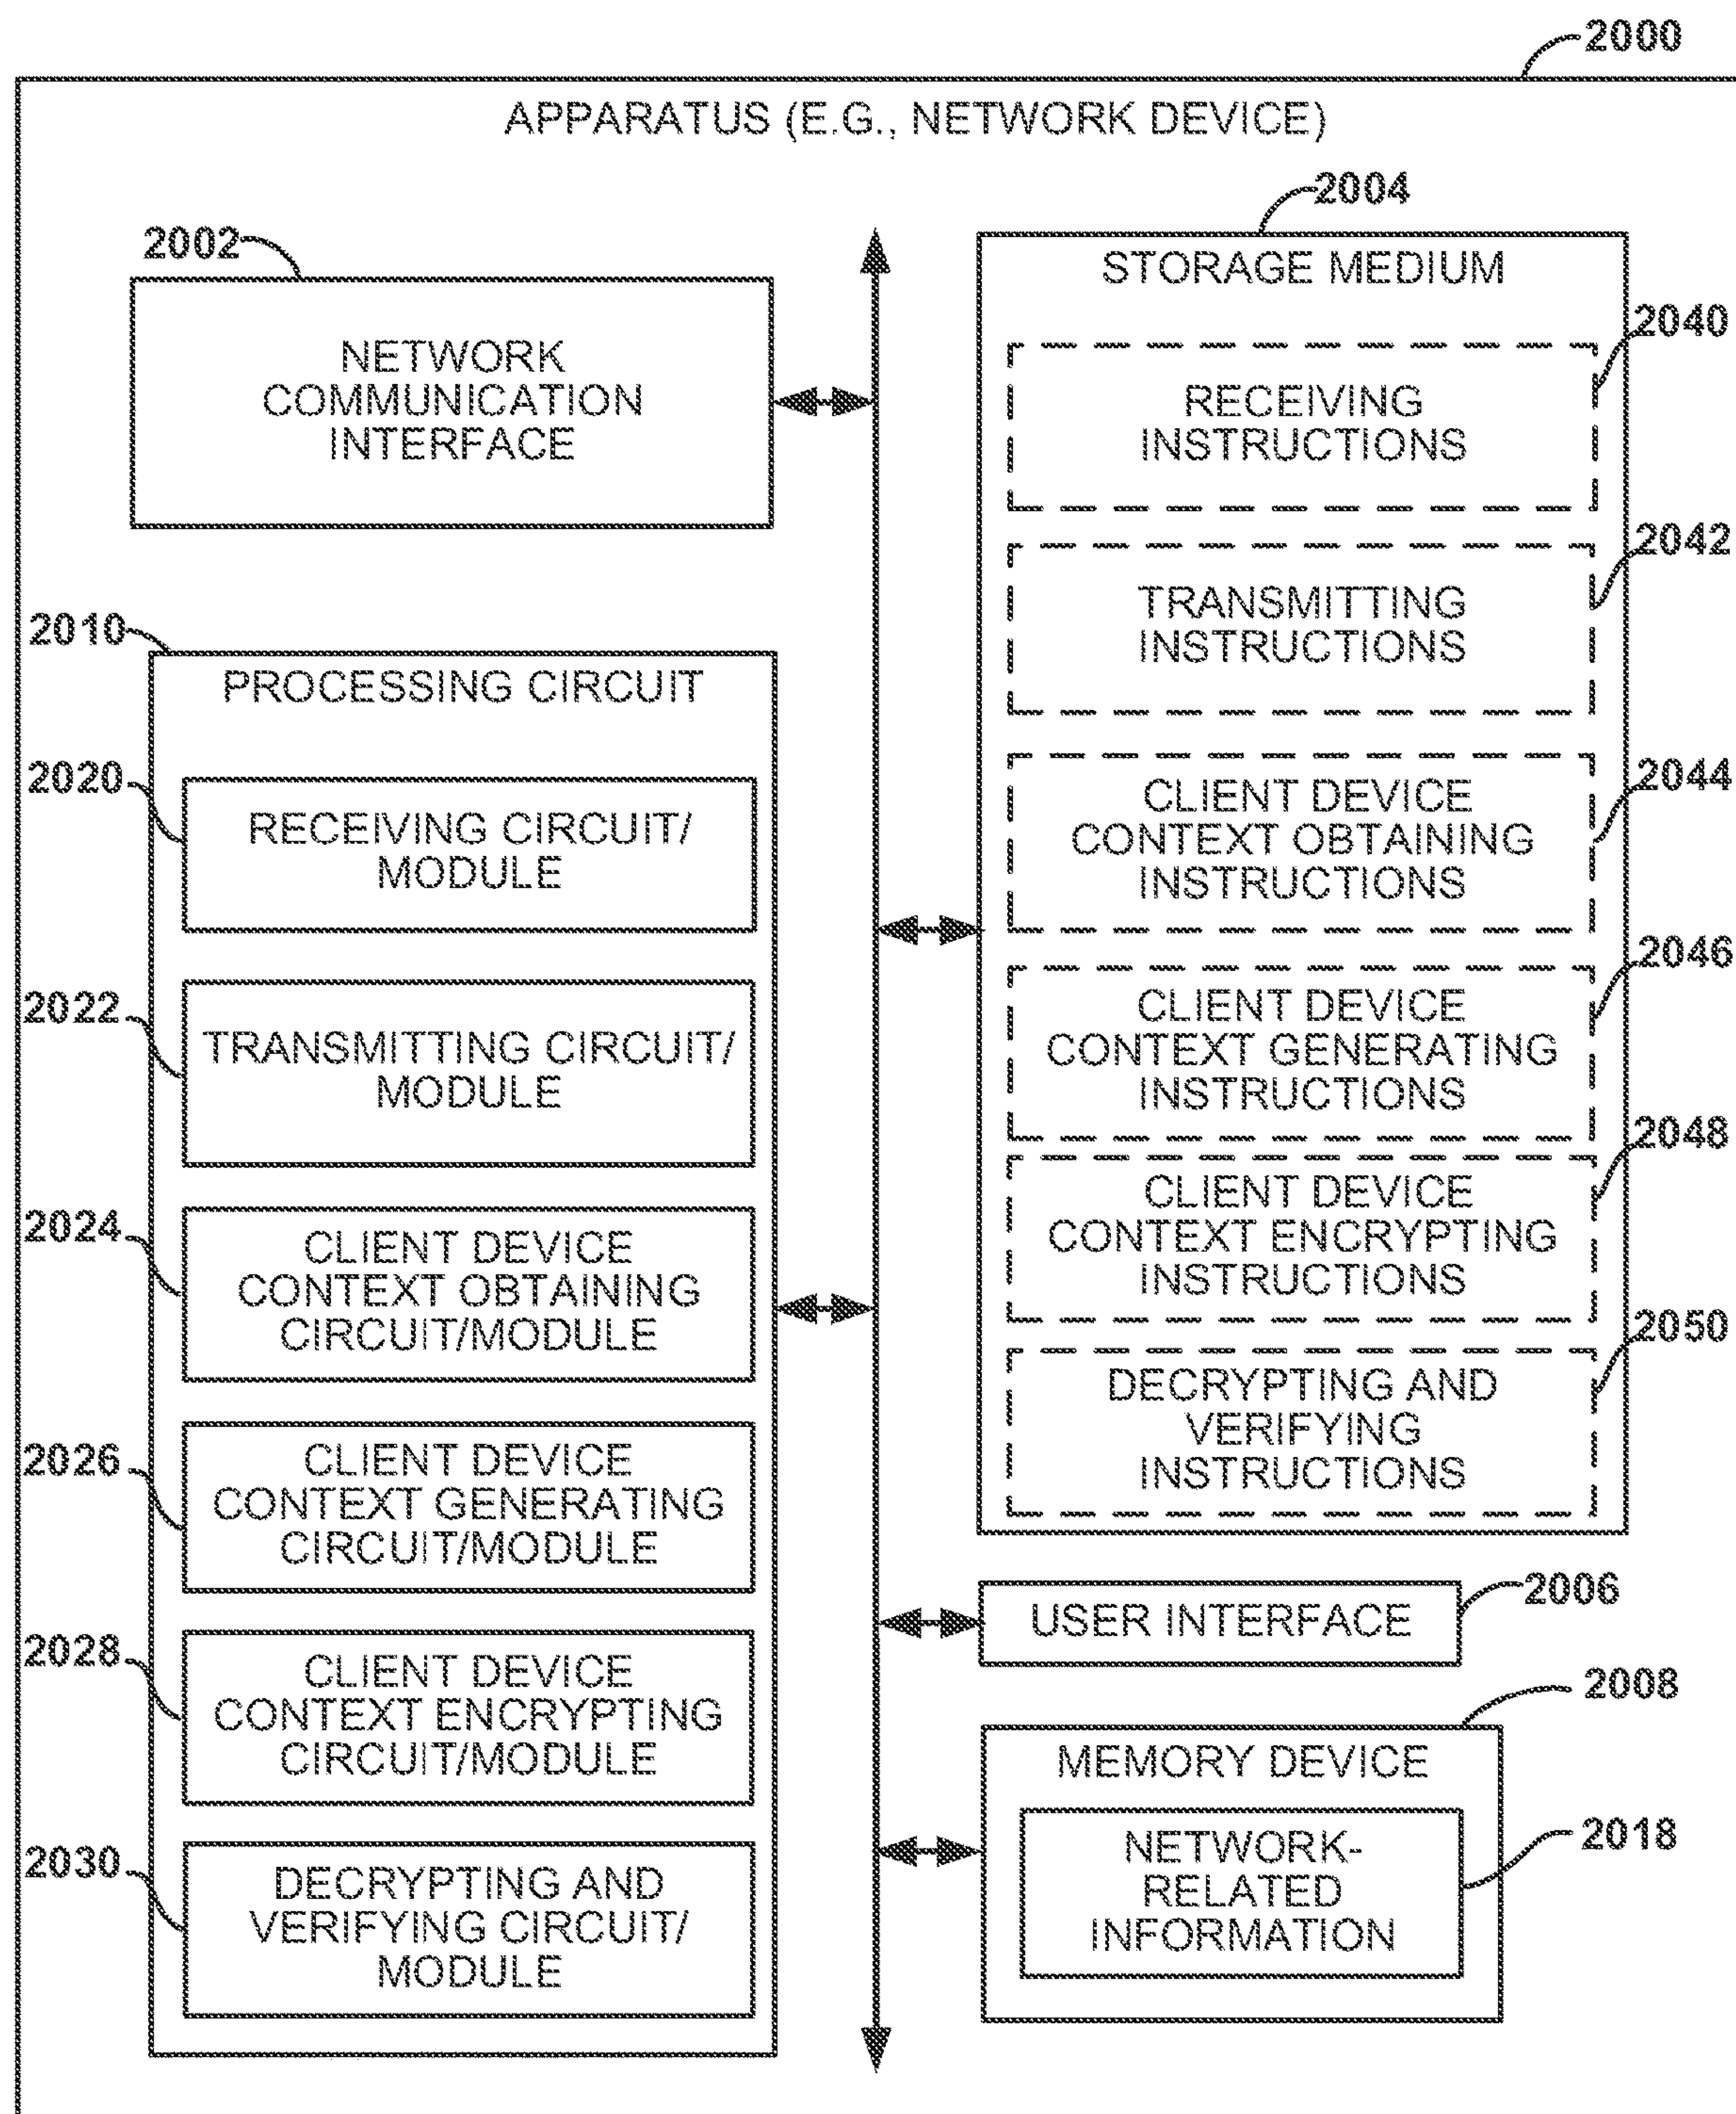 2000
APPARATUS (E.G., NETWORK DEVICE)
2002
NETWORK
COMMUNICATION
INTERFACE
2010
PROCESSING CIRCUIT
2020
RECEIVING CIRCUIT/
MODULE
2022
TRANSMITTING CIRCUIT/
MODULE
2024
CLIENT DEVICE
CONTEXT OBTAINING
CIRCUIT/MODULE
2026
CLIENT DEVICE
CONTEXT GENERATING
CIRCUIT/MODULE
2028
CLIENT DEVICE
CONTEXT ENCRYPTING
CIRCUIT/MODULE
2030
DECRYPTING AND
VERIFYING CIRCUIT/
MODULE
2004
STORAGE MEDIUM
2040
RECEIVING
INSTRUCTIONS
2042
TRANSMITTING
INSTRUCTIONS
2044
CLIENT DEVICE
CONTEXT OBTAINING
INSTRUCTIONS
2046
CLIENT DEVICE
CONTEXT GENERATING
INSTRUCTIONS
2048
CLIENT DEVICE
CONTEXT ENCRYPTING
INSTRUCTIONS
2050
DECRYPTING AND
VERIFYING
INSTRUCTIONS
2006
USER INTERFACE
2008
MEMORY DEVICE
2018
NETWORK-
RELATED
INFORMATION